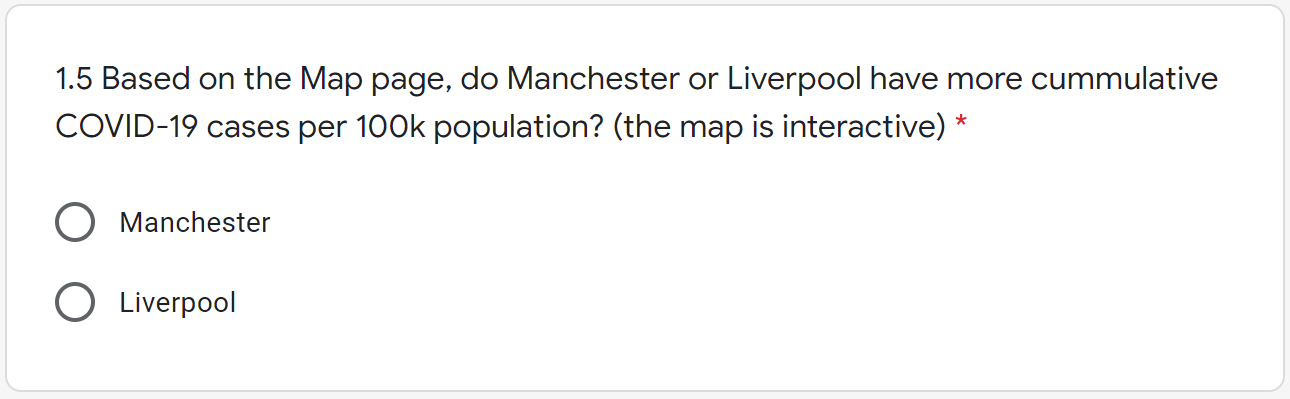 1.5 Based on the Map page, do Manchester or Liverpool have more cummulative
COVID-19 cases per 100k population? (the map is interactive) *
Manchester
Liverpool